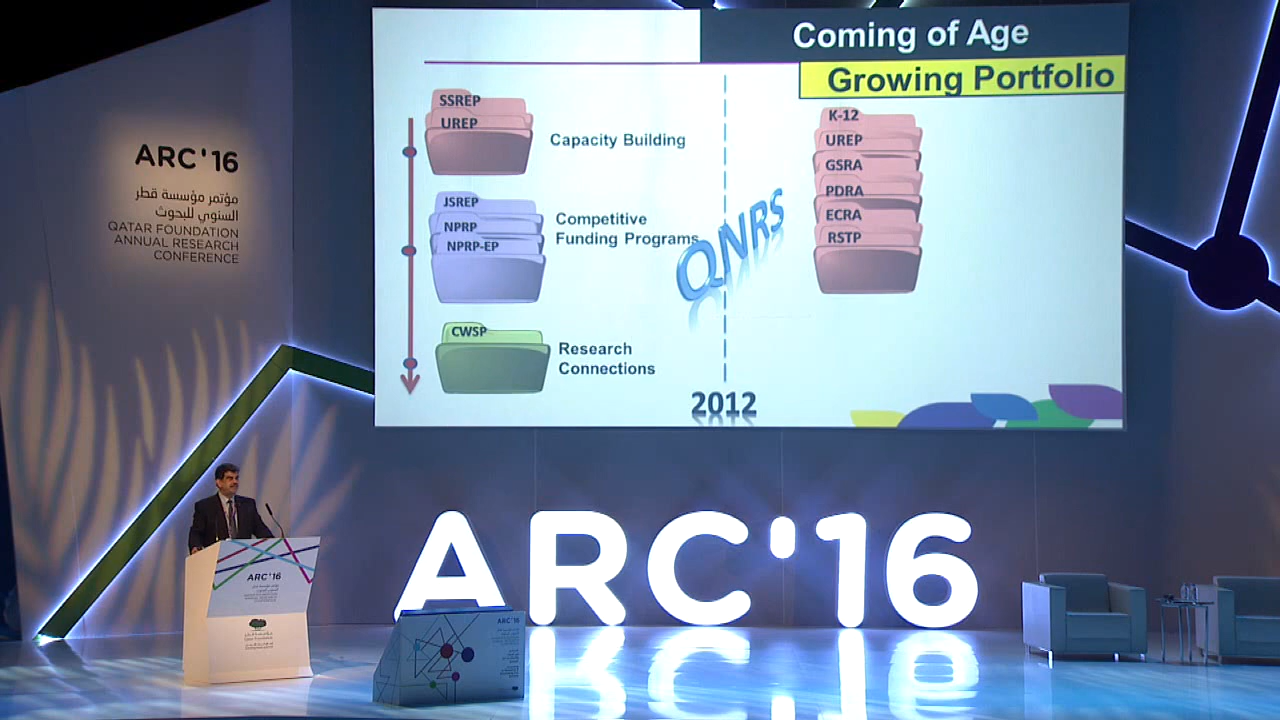 Coming of Age
Growing Portfolio
SSREP
UREP
Capacity Building
JSREP
NPRP
NPRP-EP
Competitive
Funding Programs
CWSP
Research
Connections
QNRS
2012
K-12
UREP
GSRA
PDRA
ECRA
RSTP
ARC'16
مؤتمر مؤسسة قطر
السنوي للبحوث
QATAR FOUNDATION
ANNUAL RESEARCH
CONFERENCE
ARC'16
ARC'16
ARC'16